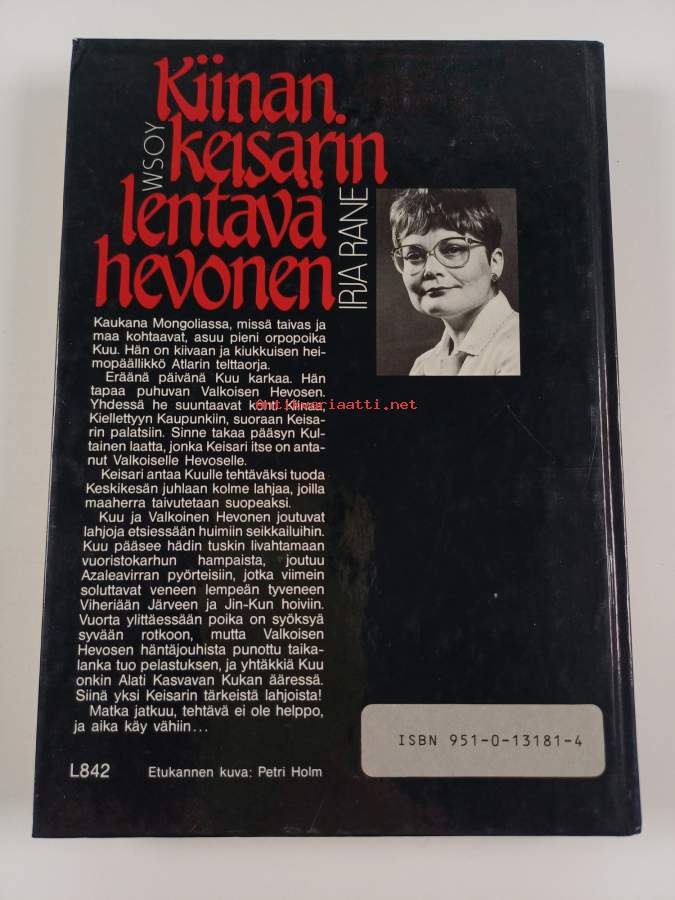 Kiinan
keisarin
lentävä
hevonen
WSOY
IRJA RANE
Kaukana Mongoliassa, missä taivas ja
maa kohtaavat, asuu pieni orpopoika
Kuu. Hän on kiivaan ja kiukkuisen hei-
mopäällikkö Atlarin telttaorja.
Eräänä päivänä Kuu karkaa. Hän
tapaa puhuvan Valkoisen Hevosen.
Yhdessä he suuntaavat kohti Kiinaa,
Kiellettyyn Kaupunkiin, suoraan Keisa-
rin palatsiin. Sinne takaa pääsyn Kul-
tainen laatta, jonka Keisari itse on anta-
nut Valkoiselle Hevoselle.
Keisari antaa Kuulle tehtäväksi tuoda
Keskikesän juhlaan kolme lahjaa, joilla
maaherra taivutetaan suopeaksi.
Kuu ja Valkoinen Hevonen joutuvat
lahjoja etsiessään huimiin seikkailuihin.
Kuu pääsee hädin tuskin livahtamaan
vuoristokarhun hampaista, joutuu
Azaleavirran pyörteisiin, jotka viimein
soluttavat veneen lempeän tyveneen
Viheriään Järveen ja Jin-Kun hoiviin.
Vuorta ylittäessään poika on syöksyä
syvään rotkoon, mutta Valkoisen
Hevosen häntäjouhista punottu taika-
lanka tuo pelastuksen, ja yhtäkkiä Kuu
onkin Alati Kasvavan Kukan ääressä.
Siinä yksi Keisarin tärkeistä lahjoista!
Matka jatkuu, tehtävä ei ole helppo,
ja aika käy vähiin...
L842
Etukannen kuva: Petri Holm
ISBN 951-0-13181-4
antikvariaatti.net